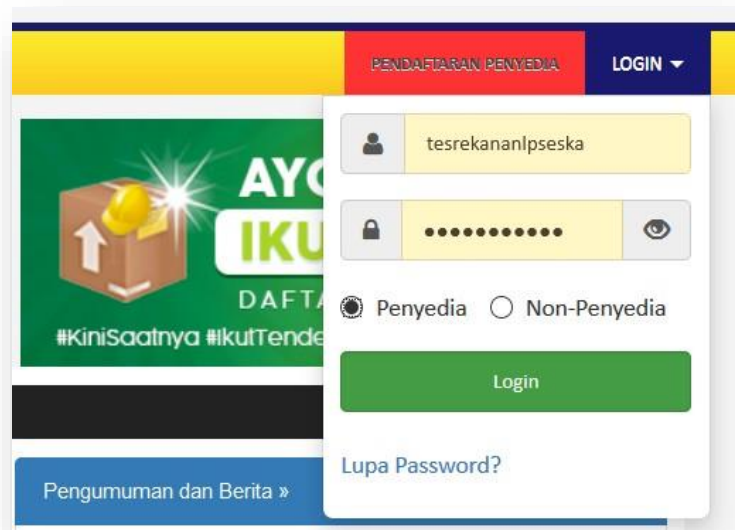 PENDAFTARAN PENYEDIA
LOGIN
tesrekananlpseska
AYO
IKU
DAFTA
#KiniSaatnya #IkutTende
Penyedia
Non-Penyedia
Login
Lupa Password?
Pengumuman dan Berita »